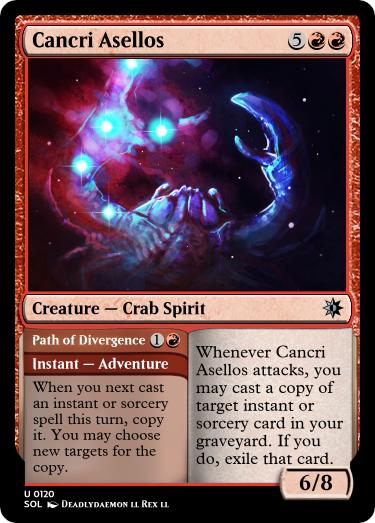 Cancri Asellos 5
Creature — Crab Spirit
Path of Divergence 1
Instant — Adventure
When you next cast
an instant or sorcery
spell this turn, copy
it. You may choose
new targets for the
copy.
Whenever Cancri
Asellos attacks, you
may cast a copy of
target instant or
sorcery card in your
graveyard. If you
do, exile that card.
6/8
U 0120
SOL DEADLYDAEMON LL REX LL